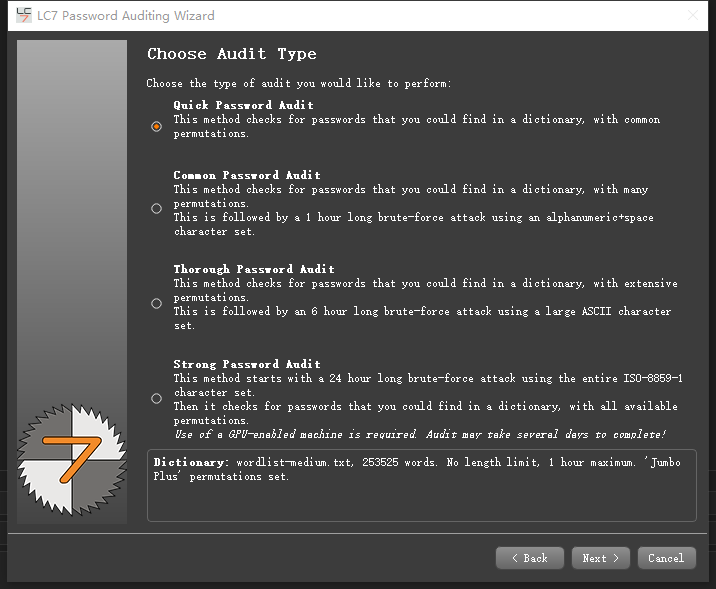 LC7 Password Auditing Wizard
Choose Audit Type
Choose the type of audit you would like to perform:
Quick Password Audit
This method checks for passwords that you could find in a dictionary, with common
permutations.
Common Password Audit
This method checks for passwords that you could find in a dictionary, with many
permutations.
This is followed by a 1 hour long brute-force attack using an alphanumeric+space
character set.
Thorough Password Audit
This method checks for passwords that you could find in a dictionary, with extensive
permutations.
This is followed by an 6 hour long brute-force attack using a large ASCII character
set.
Strong Password Audit
This method starts with a 24 hour long brute-force attack using the entire ISO-8859-1
character set.
Then it checks for passwords that you could find in a dictionary, with all available
permutations.
Use of a GPU-enabled machine is required. Audit may take several days to complete!
7
Dictionary: wordlist-medium.txt, 253525 words. No length limit, 1 hour maximum. 'Jumbo
Plus' permutations set.
< Back
Next >
Cancel